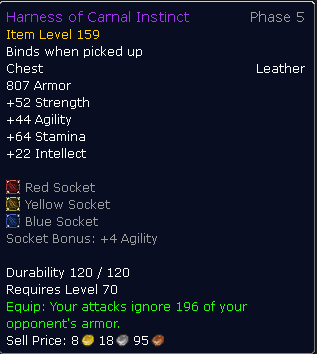 Harness of Carnal Instinct Phase 5
Item Level 159
Binds when picked up
Chest Leather
807 Armor
+52 Strength
+44 Agility
+64 Stamina
+22 Intellect
Red Socket
Yellow Socket
Blue Socket
Socket Bonus: +4 Agility
Durability 120 / 120
Requires Level 70
Equip: Your attacks ignore 196 of your
opponent's armor.
Sell Price: 8 18 95